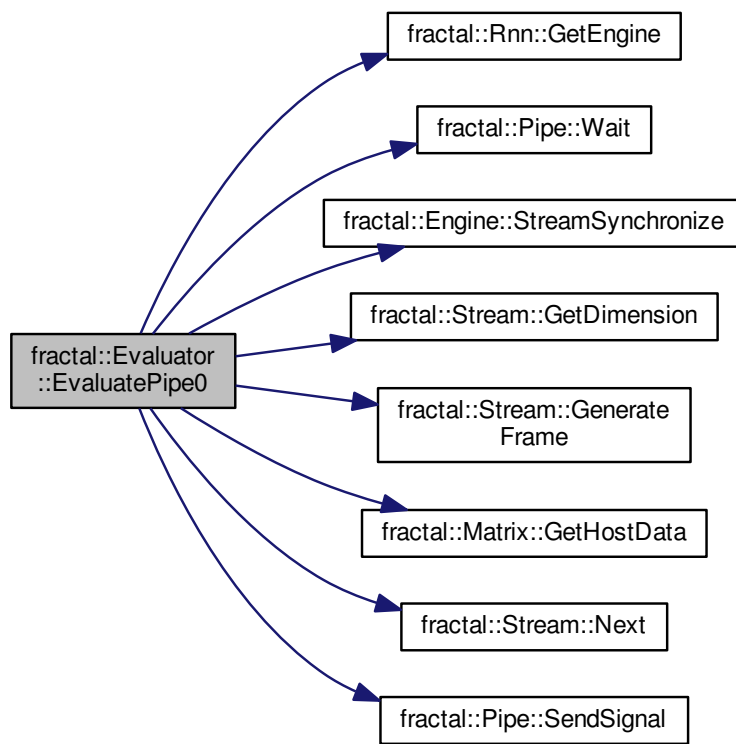 fractal::Rnn::GetEngine
fractal::Pipe::Wait
fractal::Engine::StreamSynchronize
fractal::Stream::GetDimension
fractal::Evaluator
::EvaluatePipe0
fractal::Stream::Generate
Frame
fractal::Matrix::GetHostData
fractal::Stream::Next
fractal::Pipe::SendSignal